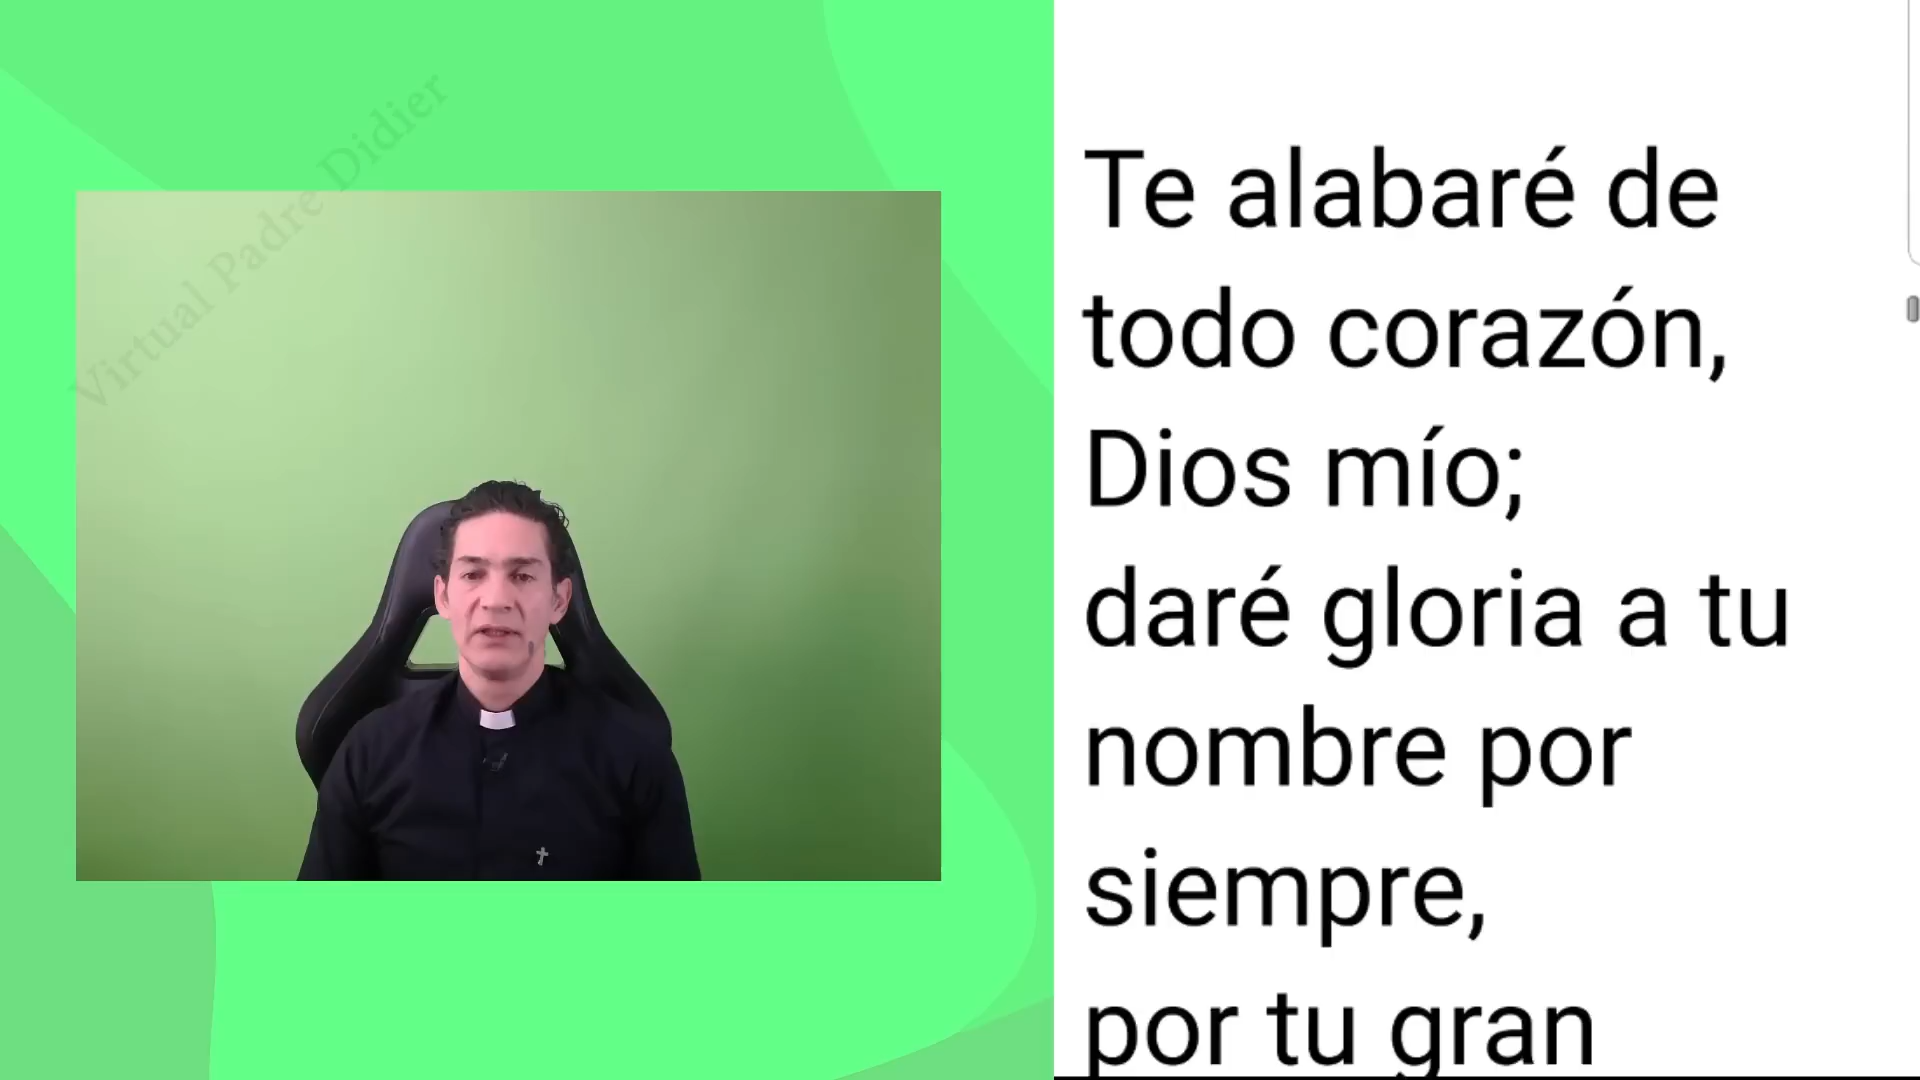 Virtual Padre Didier
Te alabaré de
todo corazón,
Dios mío;
daré gloria a tu
nombre por
siempre,
por tu gran